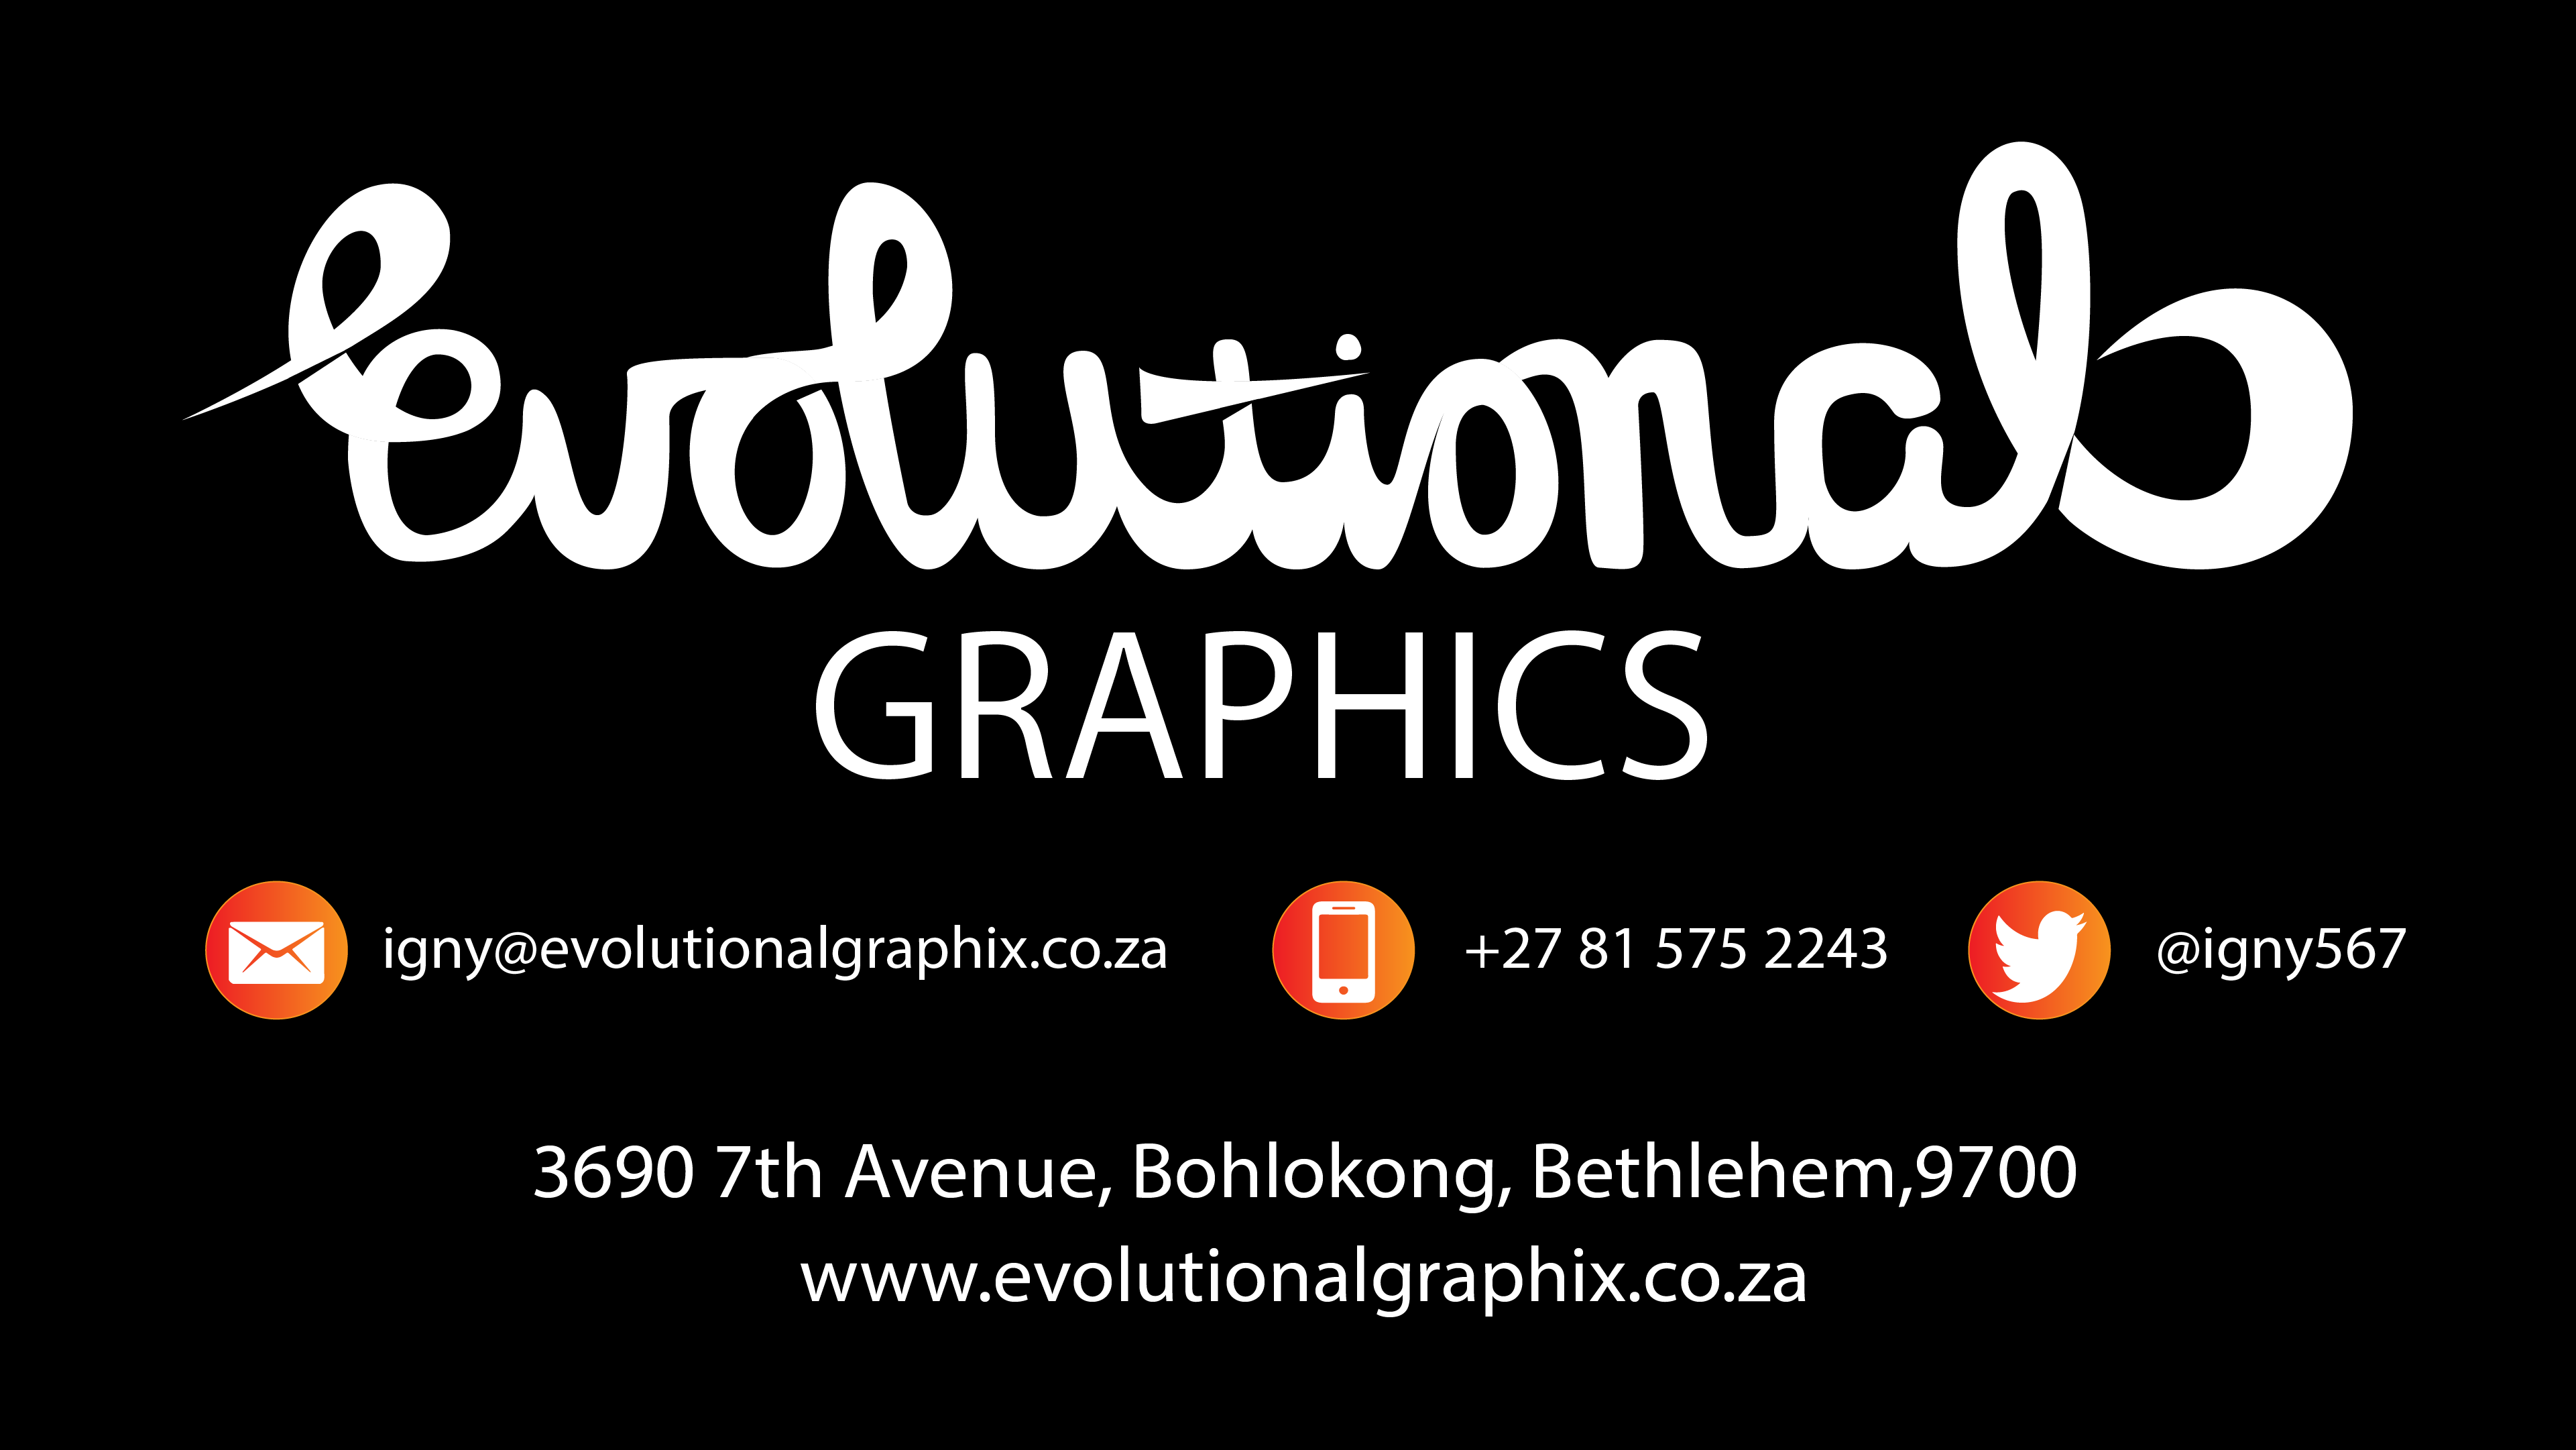 evolutional
GRAPHICS
igny@evolutionalgraphix.co.za +27 81 575 2243 @igny567
3690 7th Avenue, Bohlokong, Bethlehem,9700
www.evolutionalgraphix.co.za